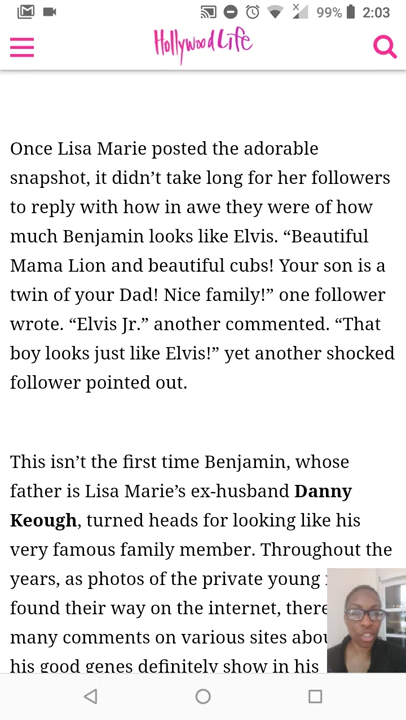 99% 2:03
HollywoodLife
Once Lisa Marie posted the adorable
snapshot, it didn’t take long for her followers
to reply with how in awe they were of how
much Benjamin looks like Elvis. “Beautiful
Mama Lion and beautiful cubs! Your son is a
twin of your Dad! Nice family!” one follower
wrote. “Elvis Jr.” another commented. “That
boy looks just like Elvis!” yet another shocked
follower pointed out.
This isn’t the first time Benjamin, whose
father is Lisa Marie’s ex-husband Danny
Keough, turned heads for looking like his
very famous family member. Throughout the
years, as photos of the private young
found their way on the internet, there
many comments on various sites
his good genes definitely show in his